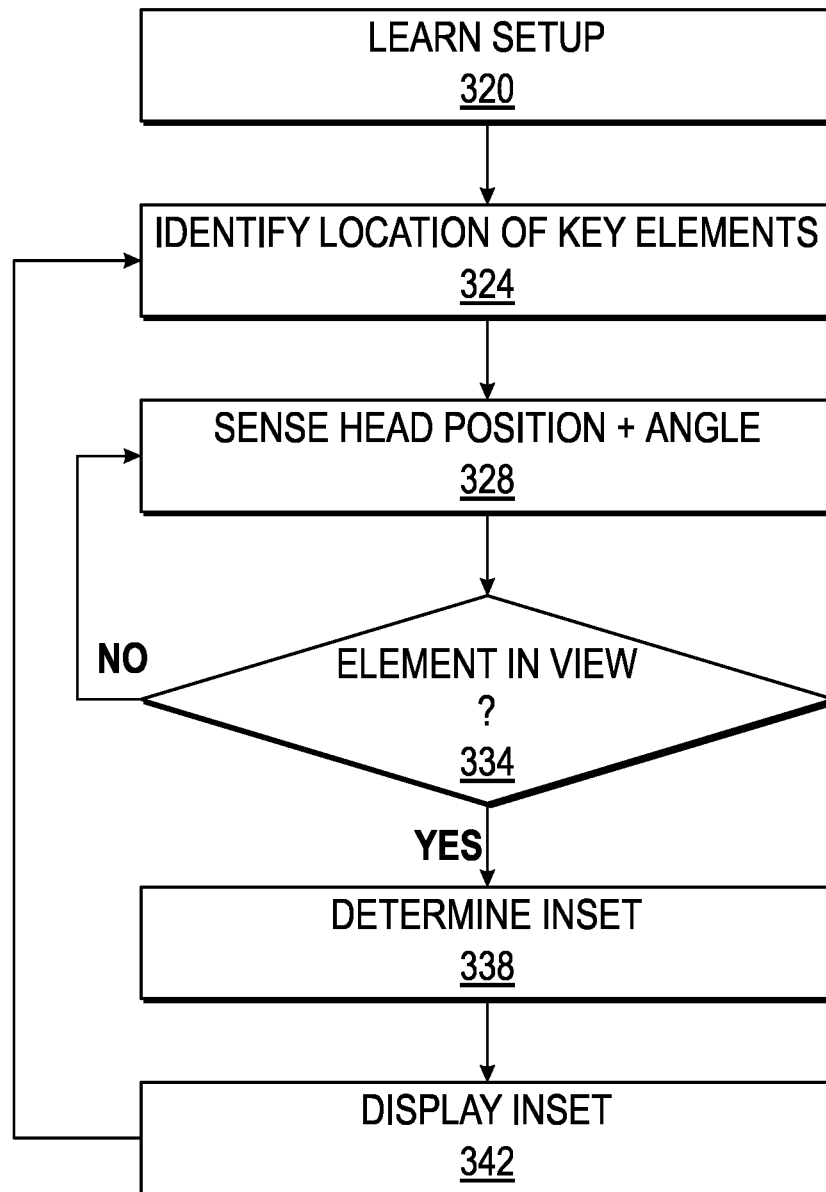 LEARN SETUP
320
IDENTIFY LOCATION OF KEY ELEMENTS
324
SENSE HEAD POSITION + ANGLE
328
NO
ELEMENT IN VIEW
?
334
YES
DETERMINE INSET
338
DISPLAY INSET
342